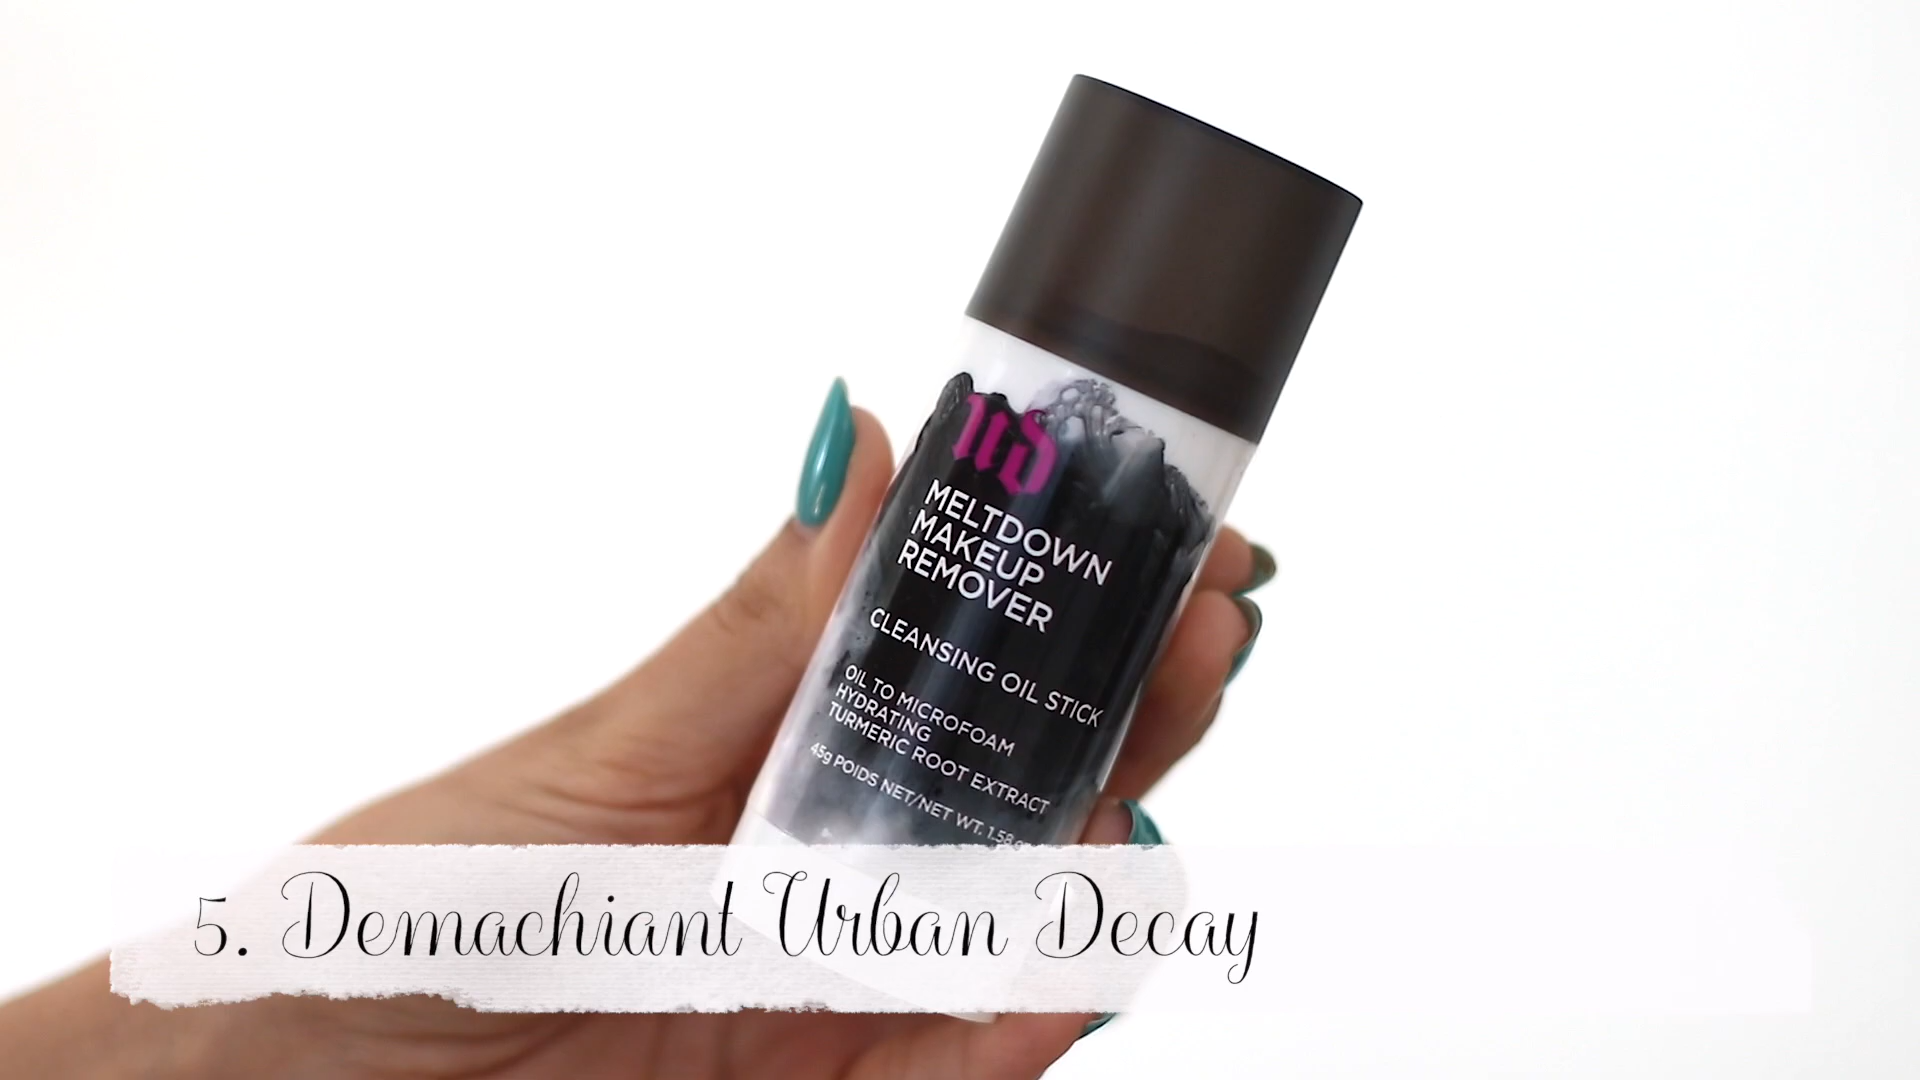 ud
MELTDOWN
MAKEUP
REMOVER
CLEANSING OIL STICK
OIL TO MICROFOAM
HYDRATING
TURMERIC ROOT EXTRACT
45g POIDS NET/NET WT. 1.58
5. Demachiant Urban Decay